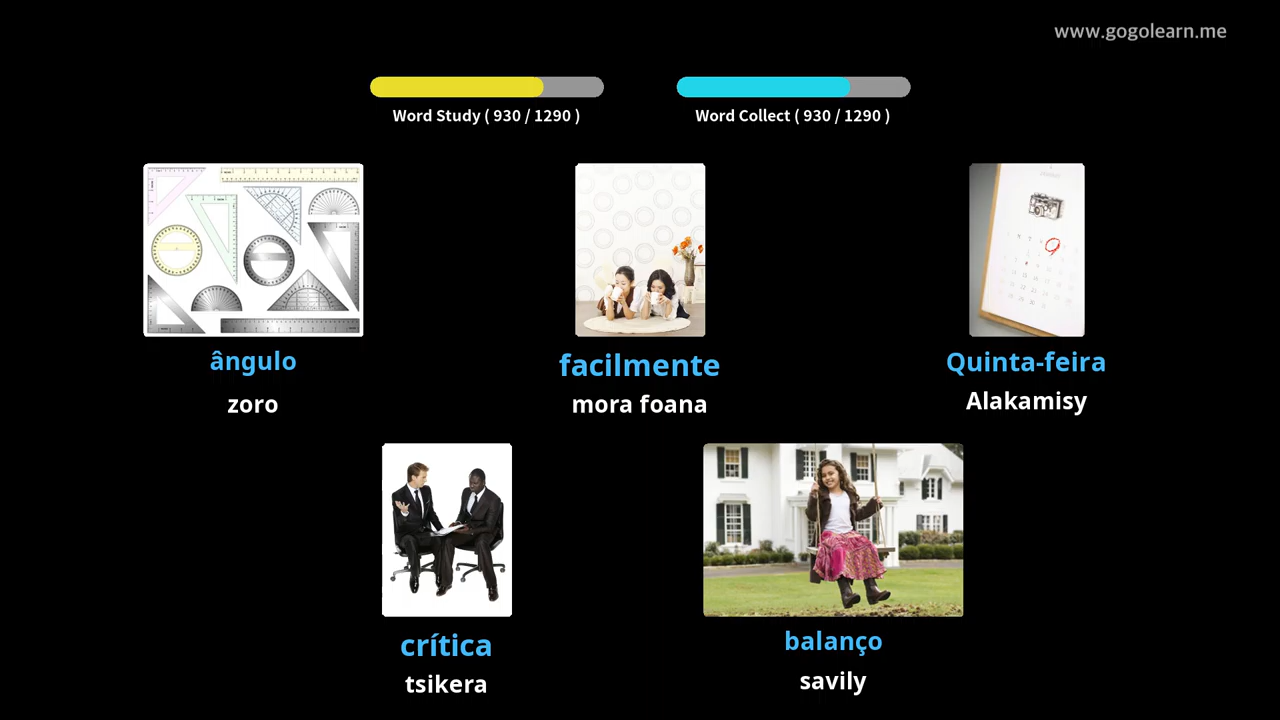 www.gogolearn.me
Word Study ( 930 / 1290 )
Word Collect ( 930 / 1290 )
ângulo
zoro
facilmente
mora foana
Quinta-feira
Alakamisy
crítica
tsikera
balanço
savily